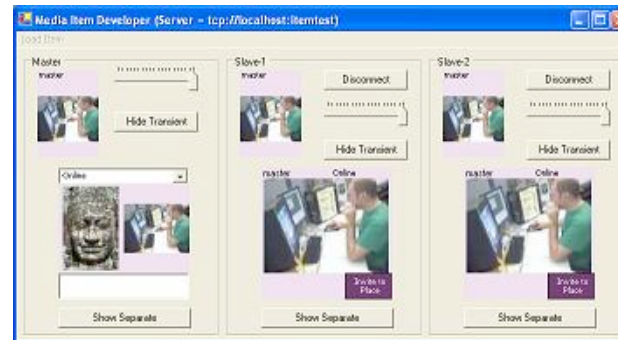 Media Item Developer (Server - tcp://localhost:itemtest)
Load Item
Master
master
Hide Transient
Online
Show Separate
Slave-1
master
Disconnect
Hide Transient
master Online
Invite to
Place
Show Separate
Slave-2
master
Disconnect
Hide Transient
master Online
Invite to
Place
Show Separate